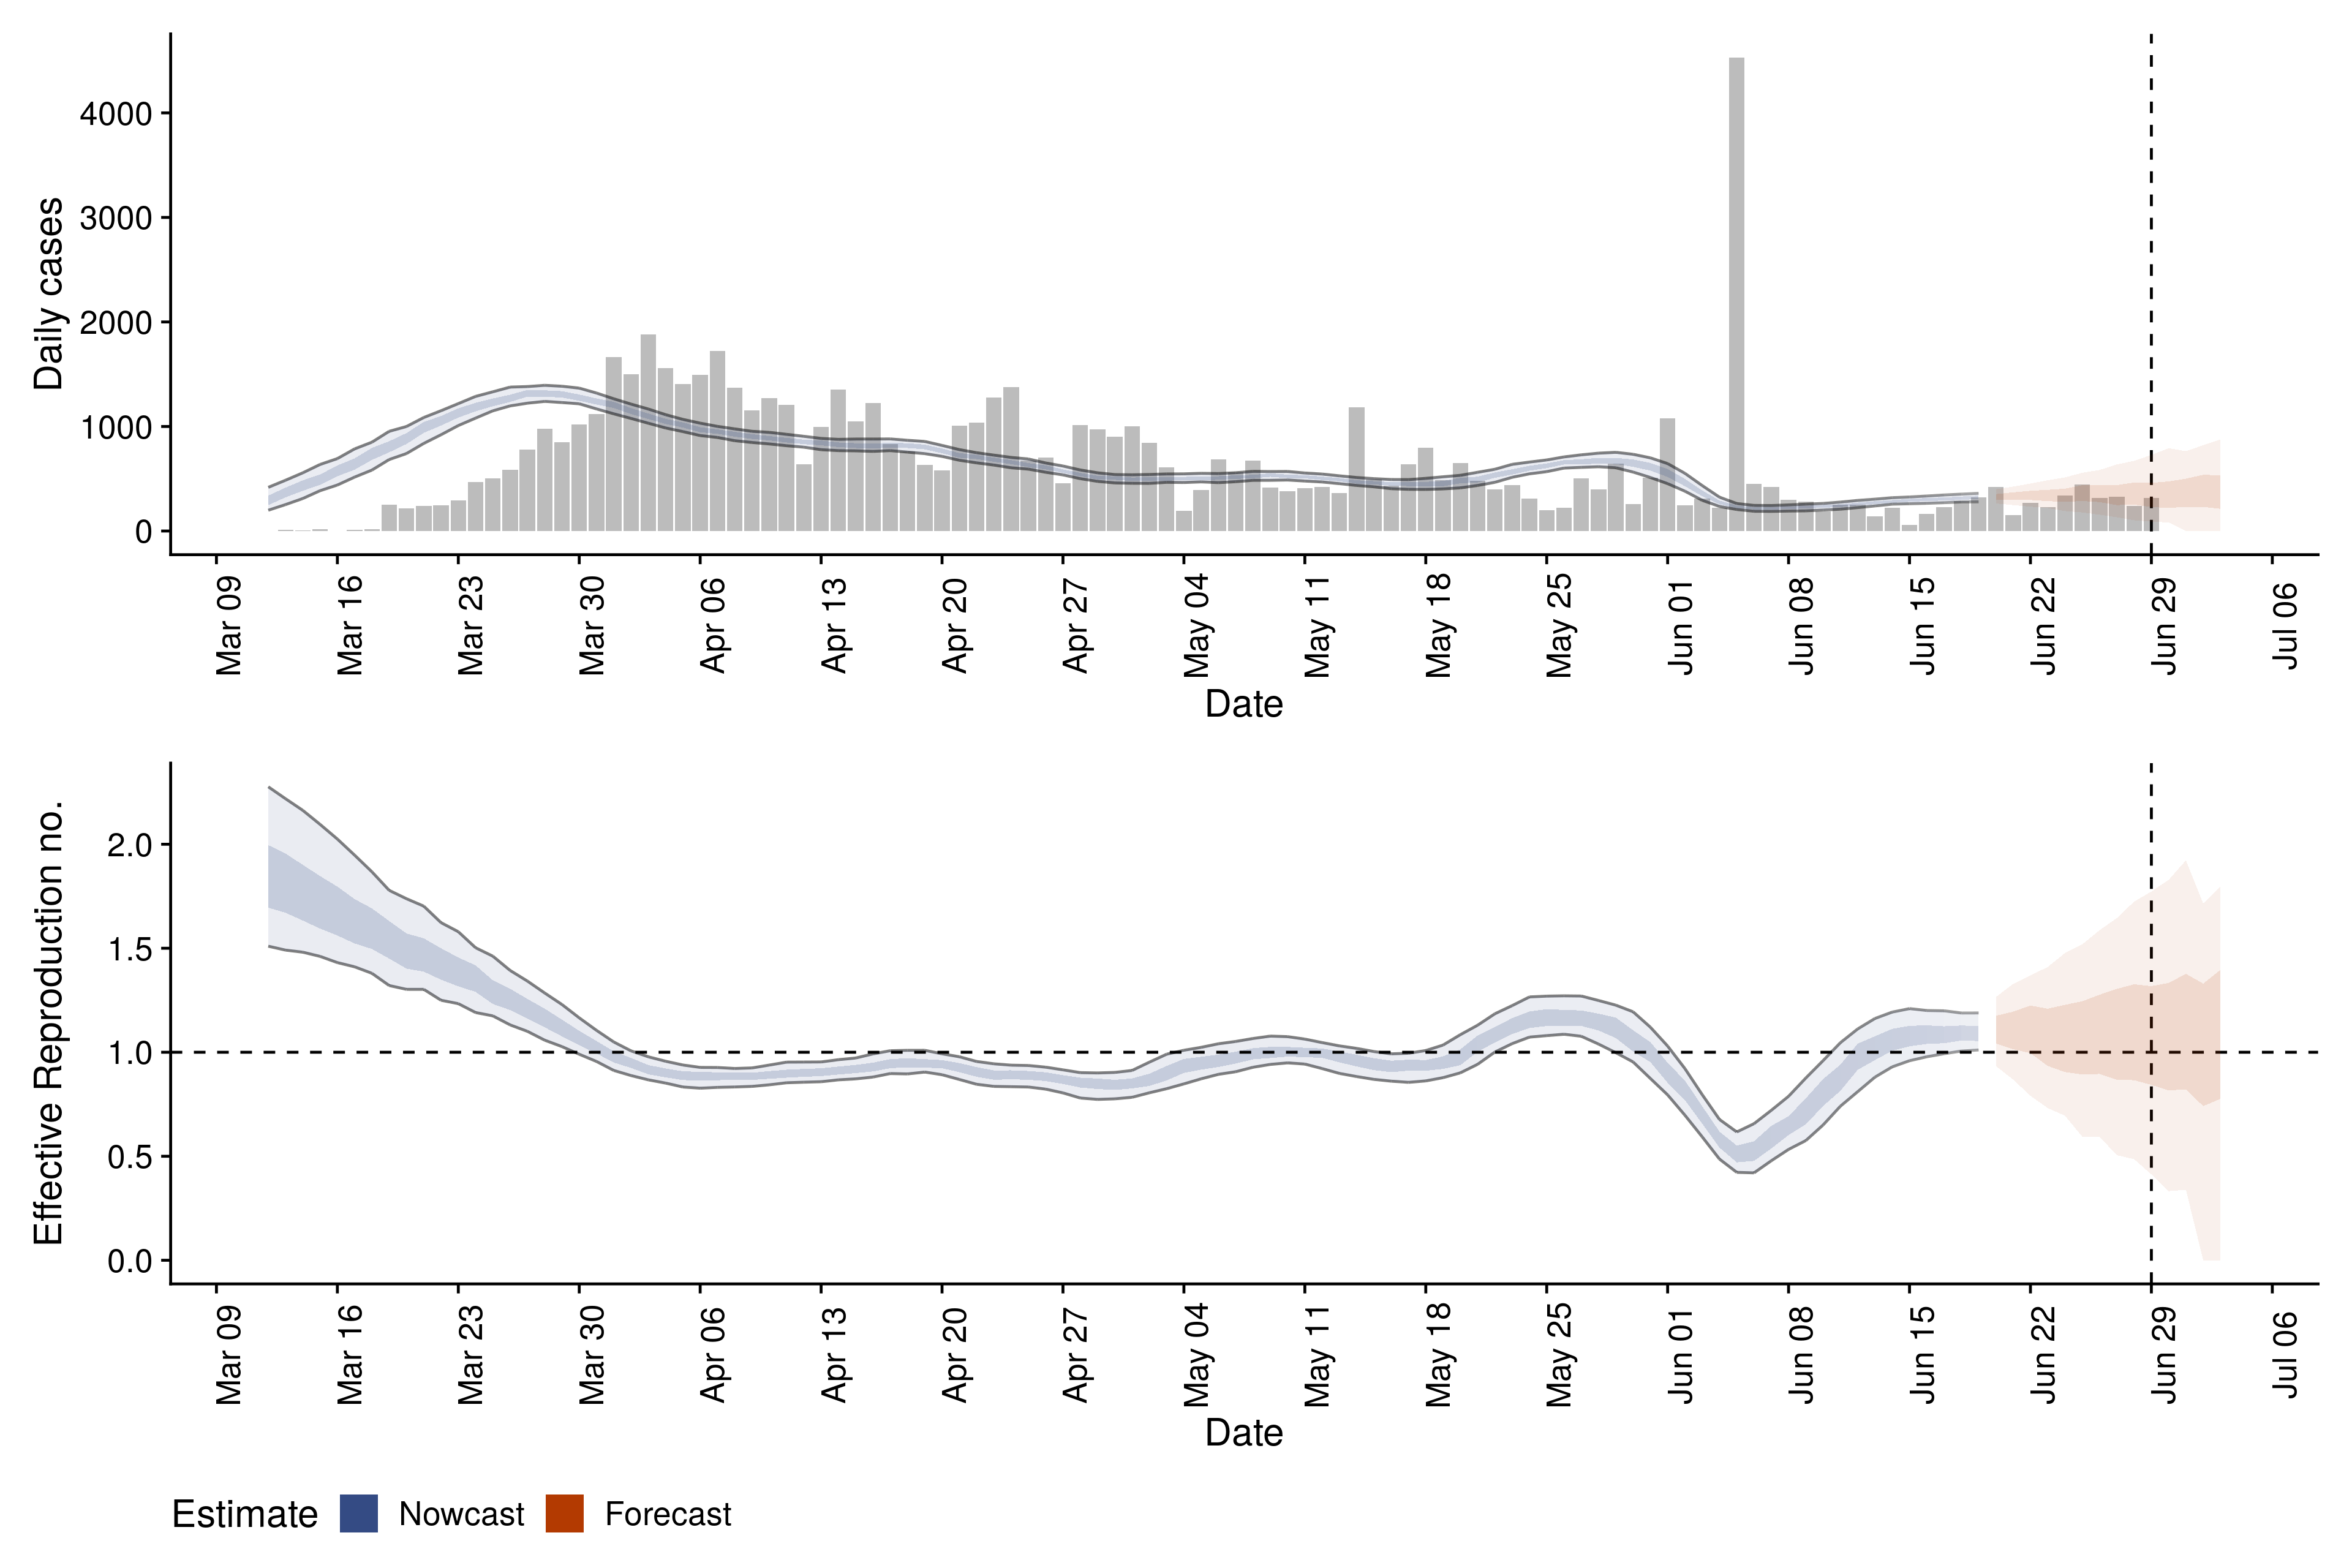 Daily cases
4000
3000
2000
1000
0
Mar 09 Mar 16 Mar 23 Mar 30 Apr 06 Apr 13 Apr 20 Apr 27 May 04 May 11 May 18 May 25 Jun 01 Jun 08 Jun 15 Jun 22 Jun 29 Jul 06
Date
Effective Reproduction no.
2.0
1.5
1.0
0.5
0.0
Mar 09 Mar 16 Mar 23 Mar 30 Apr 06 Apr 13 Apr 20 Apr 27 May 04 May 11 May 18 May 25 Jun 01 Jun 08 Jun 15 Jun 22 Jun 29 Jul 06
Date
Estimate Nowcast Forecast